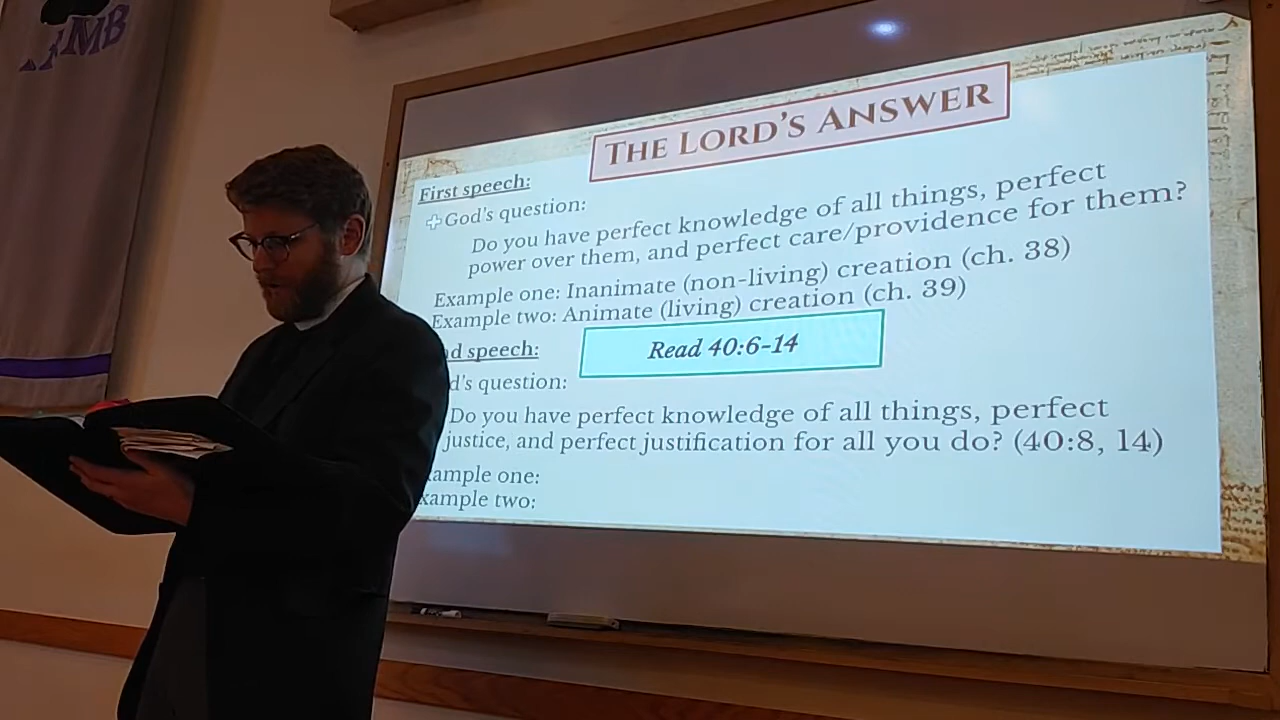 AMB
THE LORD'S ANSWER
First speech:
God's question:
Do you have perfect knowledge of all things, perfect
power over them, and perfect care/providence for them?
Example one: Inanimate (non-living) creation (ch. 38)
Example two: Animate (living) creation (ch. 39)
d speech:
Read 40:6-14
d's question:
Do you have perfect knowledge of all things, perfect
justice, and perfect justification for all you do? (40:8, 14)
ample one:
xample two: